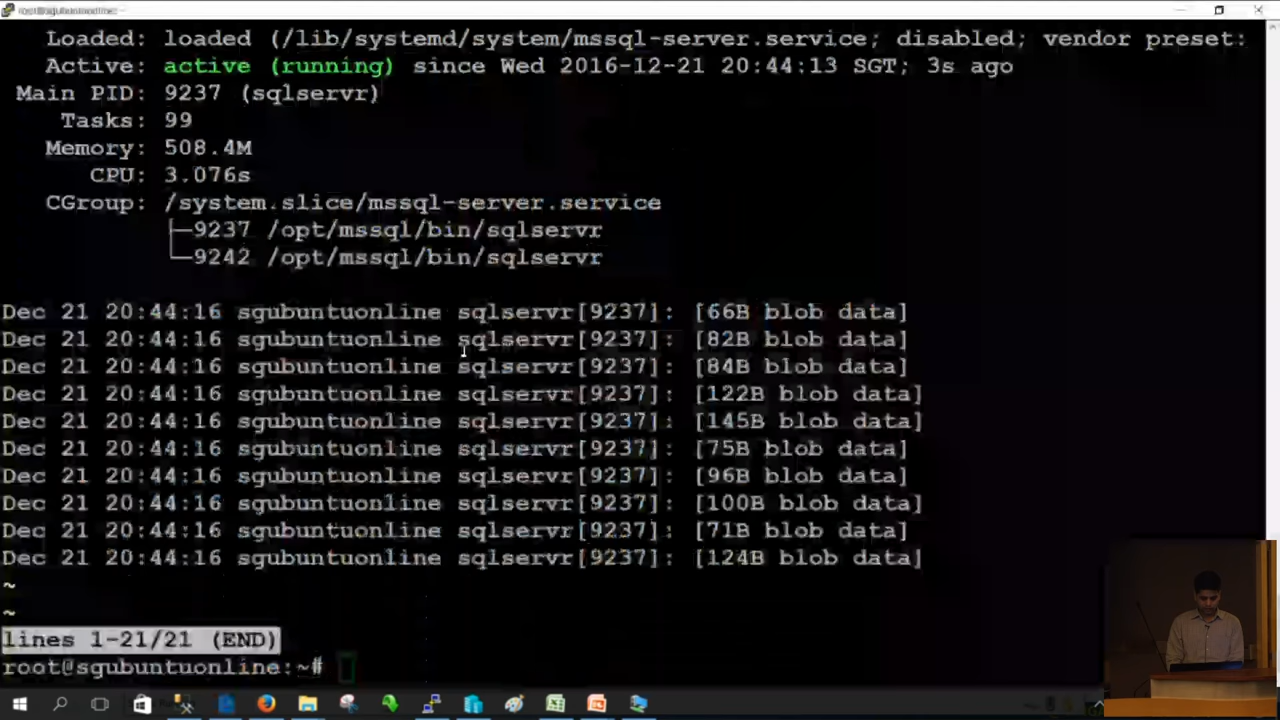 root@sgubuntuonline:~
Loaded: loaded (/lib/systemd/system/mssql-server.service; disabled; vendor preset:
Active: active (running) since Wed 2016-12-21 20:44:13 SGT; 3s ago
Main PID: 9237 (sqlservr)
Tasks: 99
Memory: 508.4M
CPU: 3.076s
CGroup: /system.slice/mssql-server.service
├─9237 /opt/mssql/bin/sqlservr
└─9242 /opt/mssql/bin/sqlservr
Dec 21 20:44:16 sgubuntuonline sqlservr[9237]: [66B blob data]
Dec 21 20:44:16 sgubuntuonline sqlservr[9237]: [82B blob data]
Dec 21 20:44:16 sgubuntuonline sqlservr[9237]: [84B blob data]
Dec 21 20:44:16 sgubuntuonline sqlservr[9237]: [122B blob data]
Dec 21 20:44:16 sgubuntuonline sqlservr[9237]: [145B blob data]
Dec 21 20:44:16 sgubuntuonline sqlservr[9237]: [75B blob data]
Dec 21 20:44:16 sgubuntuonline sqlservr[9237]: [96B blob data]
Dec 21 20:44:16 sgubuntuonline sqlservr[9237]: [100B blob data]
Dec 21 20:44:16 sgubuntuonline sqlservr[9237]: [71B blob data]
Dec 21 20:44:16 sgubuntuonline sqlservr[9237]: [124B blob data]
~
~
lines 1-21/21 (END)
root@sgubuntuonline:~#